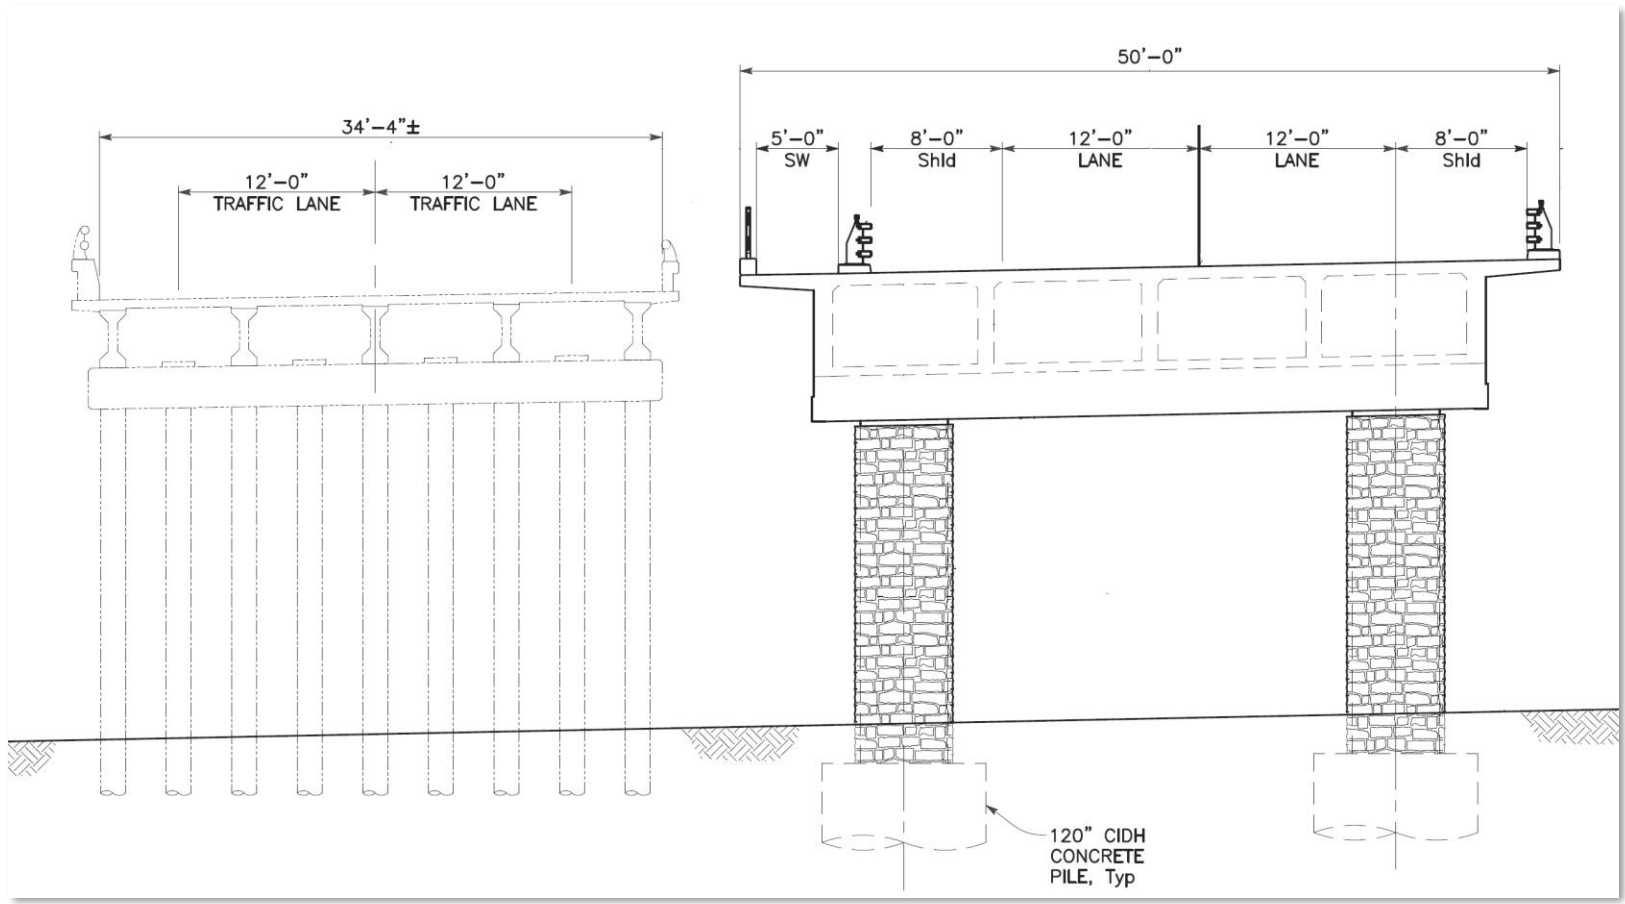 50’-0”
34’-4”±
5’-0”
SW
8’-0”
Shld
12’-0”
LANE
12’-0”
LANE
8’-0”
Shld
12’-0”
TRAFFIC LANE
12’-0”
TRAFFIC LANE
120” CIDH
CONCRETE
PILE, Typ